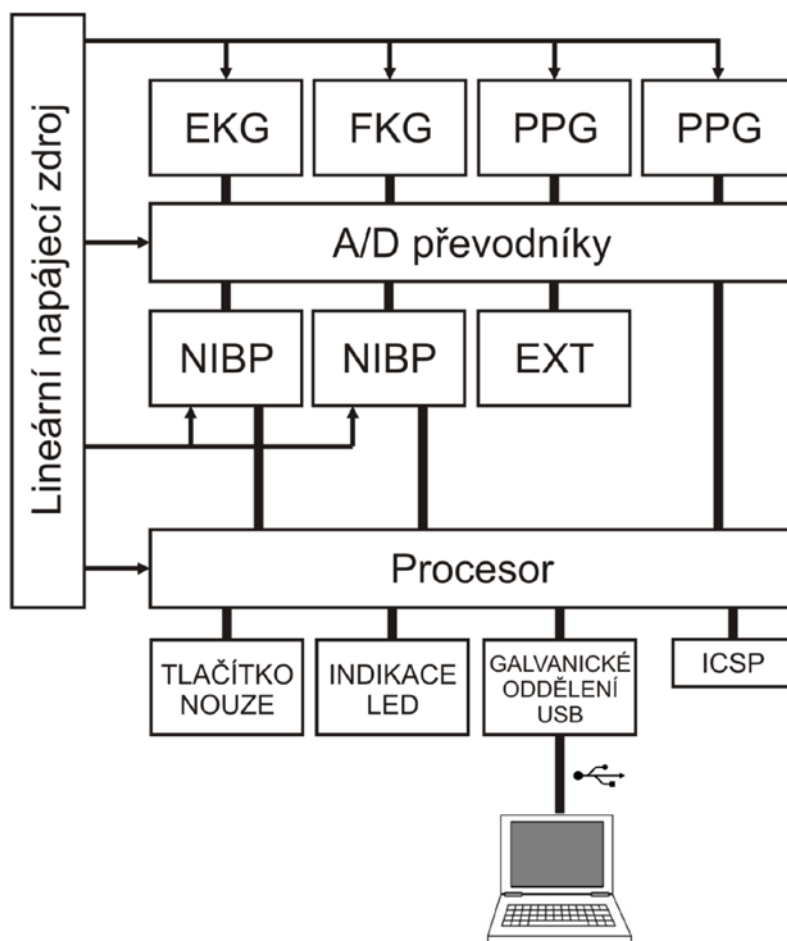 Lineární napájecí zdroj
EKG
FKG
PPG
PPG
A/D převodníky
NIBP
NIBP
EXT
Procesor
TLAČÍTKO
NOUZE
INDIKACE
LED
GALVANICKÉ
ODDĚLENÍ
USB
ICSP